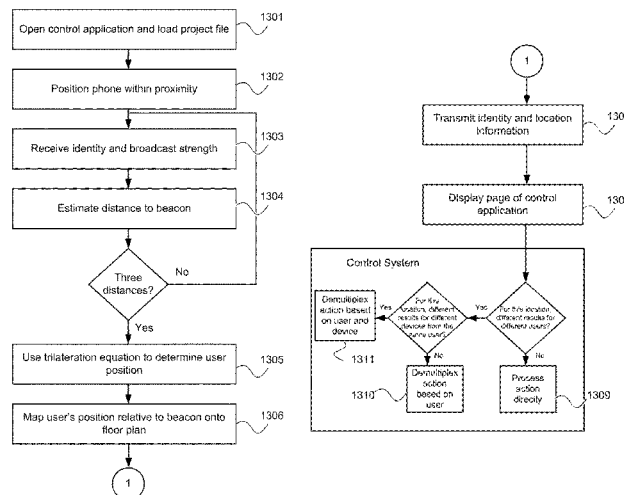 Open control application and load project file
1301
Position phone within proximity
1302
Receive identity and broadcast strength
1303
Estimate distance to beacon
1304
Three
distances?
No
Yes
Use trilateration equation to determine user
position
1305
Map user's position relative to beacon onto
floor plan
1306
1
1
Transmit identity and location
information
130
Display page of control
application
130
Control System
For this location,
different results for
different users?
Yes
No
For this
location, different
results for different
devices from the
same user?
Yes
No
Demultiplex
action based
on user and
device
1311
Demultiplex
action based
on user
1310
Process
action
directly
1309